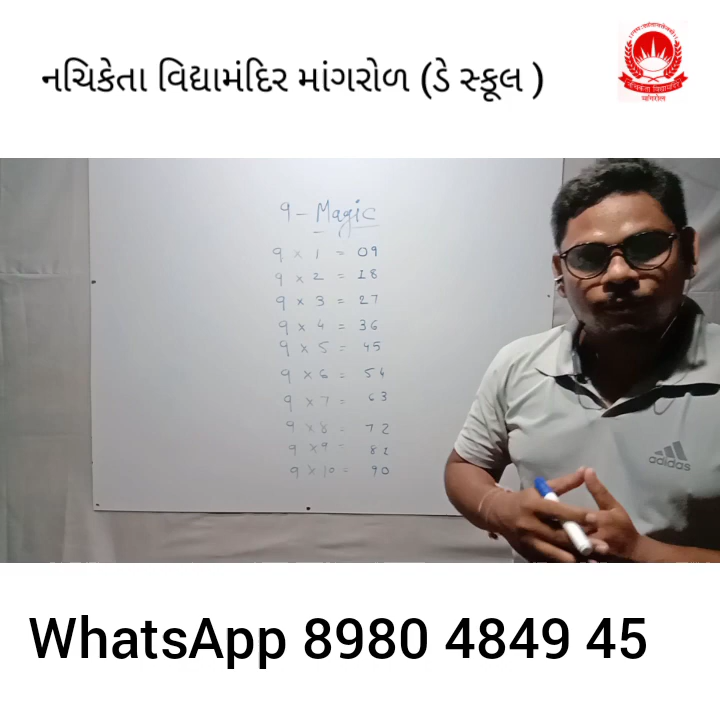 નચિકેતા વિદ્યામંદિર માંગરોળ (ડે સ્કૂલ )
માંગરોલ
9 - Magic
9 × 1 = 09
9 × 2 = 18
9 × 3 = 27
9 × 4 = 36
9 × 5 = 45
9 × 6 = 54
9 × 7 = 63
9 × 8 = 72
9 × 9 = 81
9 × 10 = 90
adidas
WhatsApp 8980 4849 45